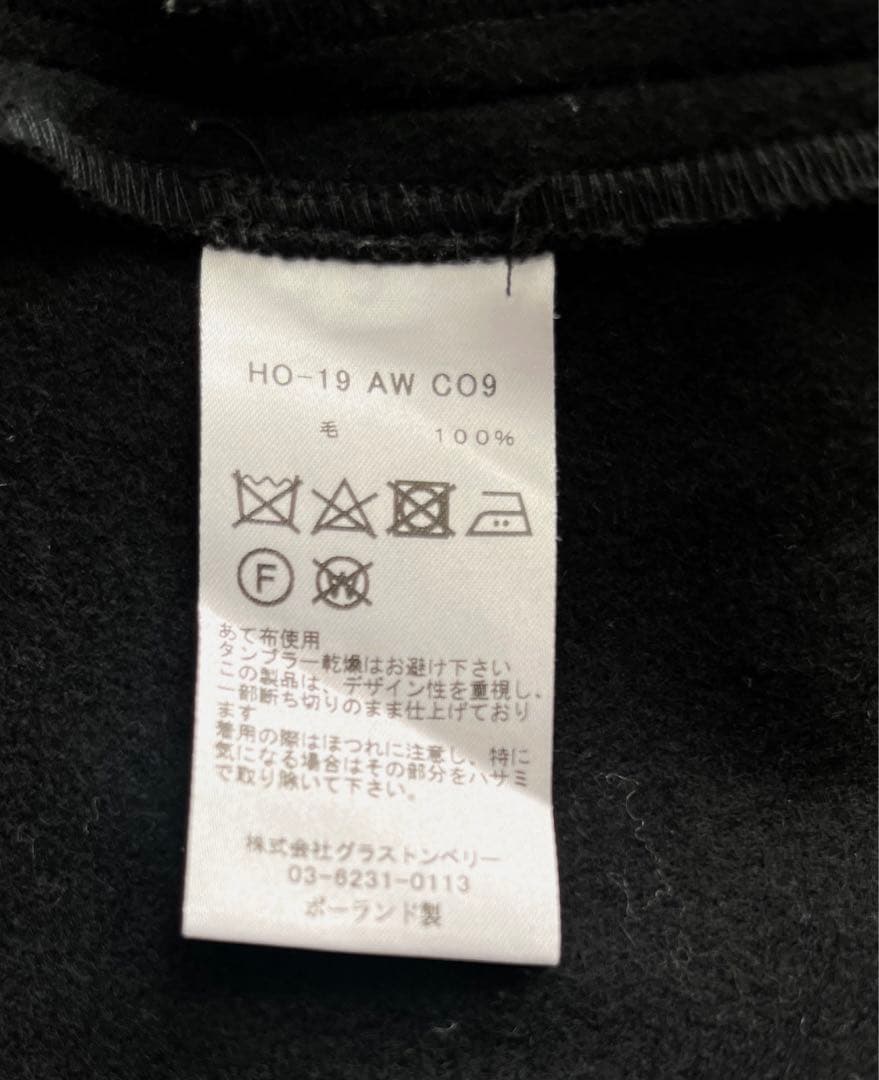 HO-19 AW CO9
毛 100%
F W
あて布使用
タンブラー乾燥はお避け下さい
この製品は、デザイン性を重視し、
一部断ち切りのまま仕上げており
ます
着用の際はほつれに注意し、特に
気になる場合はその部分をハサミ
で取り除いて下さい。
株式会社グラストンベリー
03-6231-0113
ポーランド製